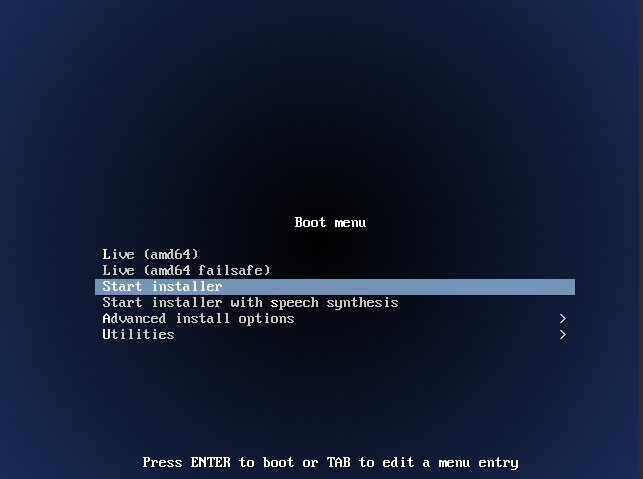 Boot menu
Live (amd64)
Live (amd64 failsafe)
Start installer
Start installer with speech synthesis
Advanced install options >
Utilities >
Press ENTER to boot or TAB to edit a menu entry